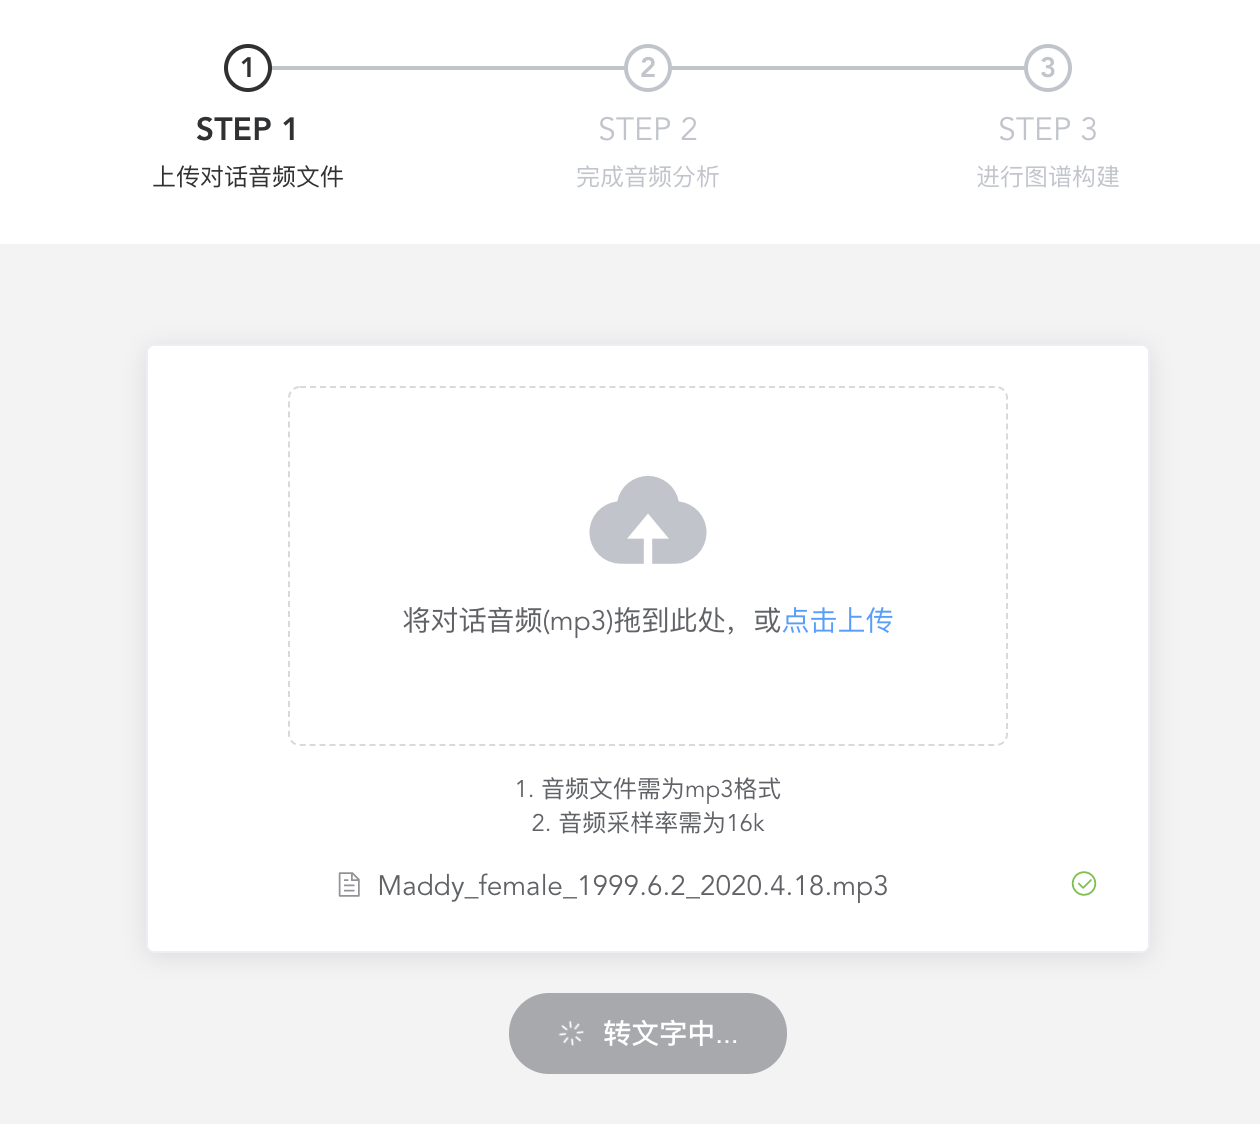 1
2
3
STEP 1
STEP 2
STEP 3
上传对话音频文件
完成音频分析
进行图谱构建
将对话音频(mp3)拖到此处，或点击上传
1. 音频文件需为mp3格式
2. 音频采样率需为16k
Maddy_female_1999.6.2_2020.4.18.mp3
转文字中...